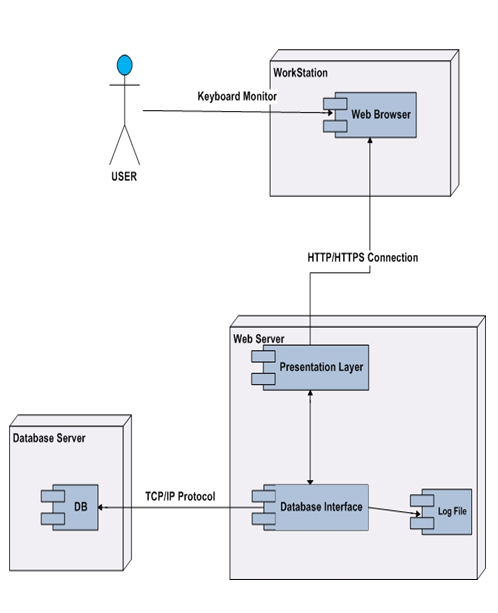 WorkStation
Keyboard Monitor
Web Browser
USER
HTTP/HTTPS Connection
Web Server
Presentation Layer
Database Server
TCP/IP Protocol
DB
Database Interface
Log File